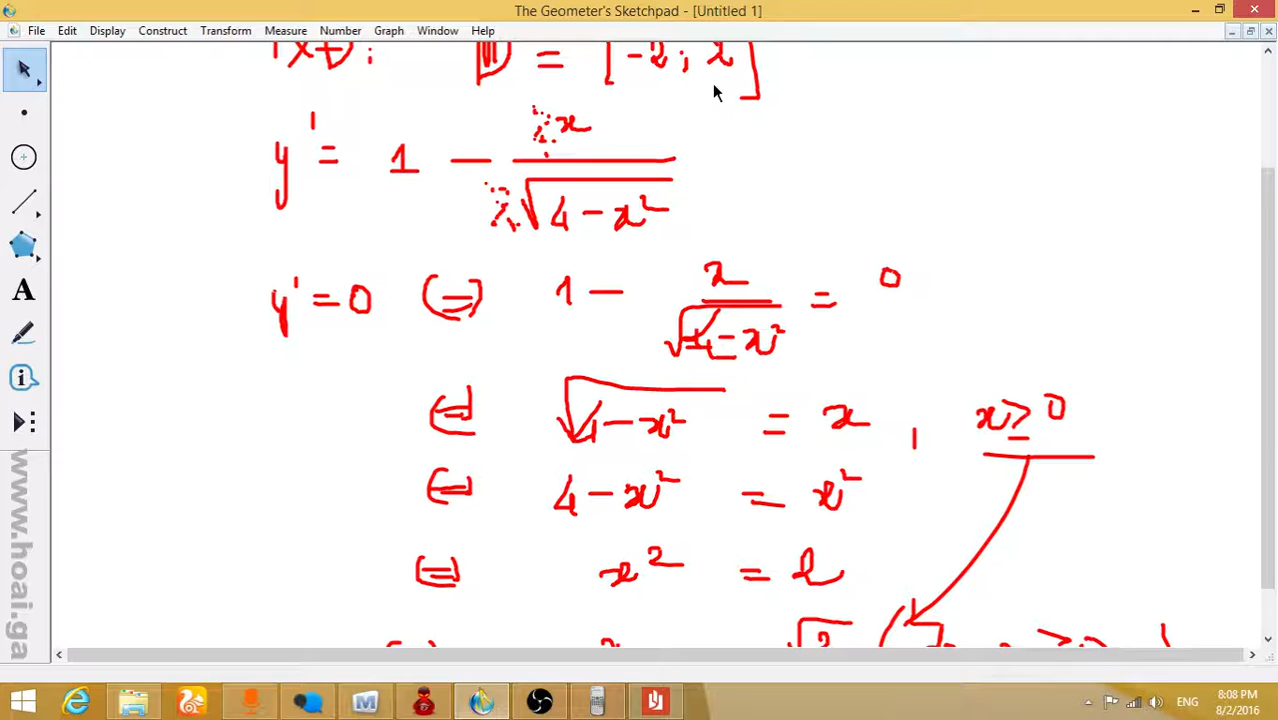 The Geometer's Sketchpad - [Untitled 1]
File Edit Display Construct Transform Measure Number Graph Window Help
TXĐ: D = [-2; 2]
y' = 1 - x/√(4-x²)
y' = 0 (=) 1 - x/√(4-x²) = 0
(=) √(4-x²) = x , x ≥ 0
(=) 4-x² = x²
(=) x² = 2
www.hoai.ga
ENG
8:08 PM
8/2/2016